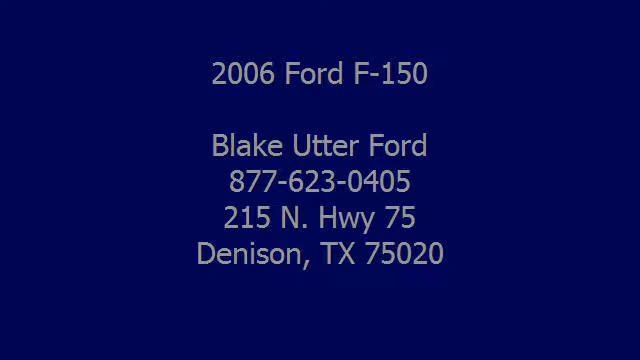 2006 Ford F-150
Blake Utter Ford
877-623-0405
215 N. Hwy 75
Denison, TX 75020